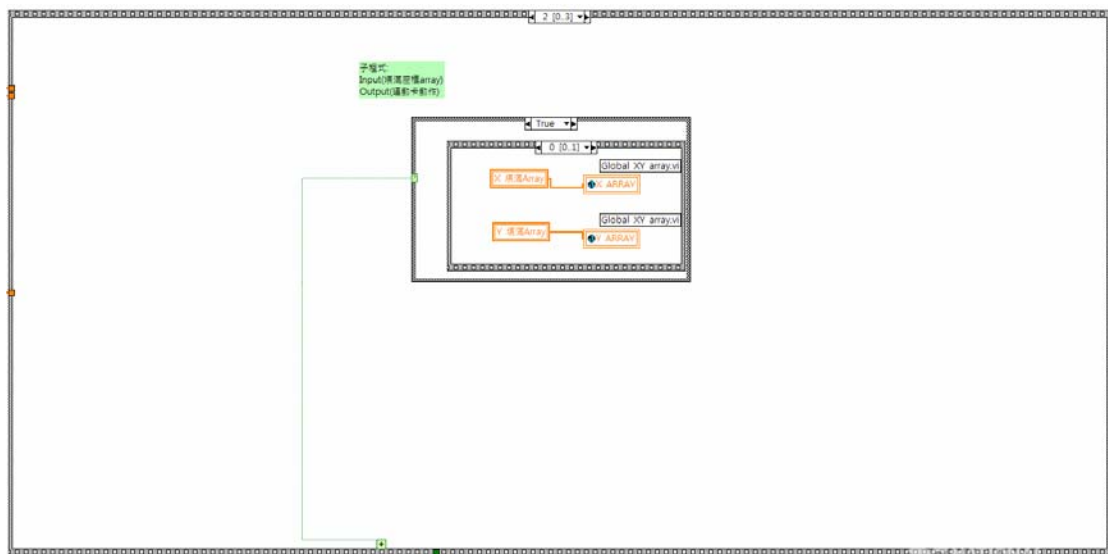 2 [0..3]
子程式:
Input(填滿座標array)
Output(運動卡動作)
True
0 [0..1]
Global XY array.vi
X 填滿Array
X ARRAY
Global XY array.vi
Y 填滿Array
Y ARRAY